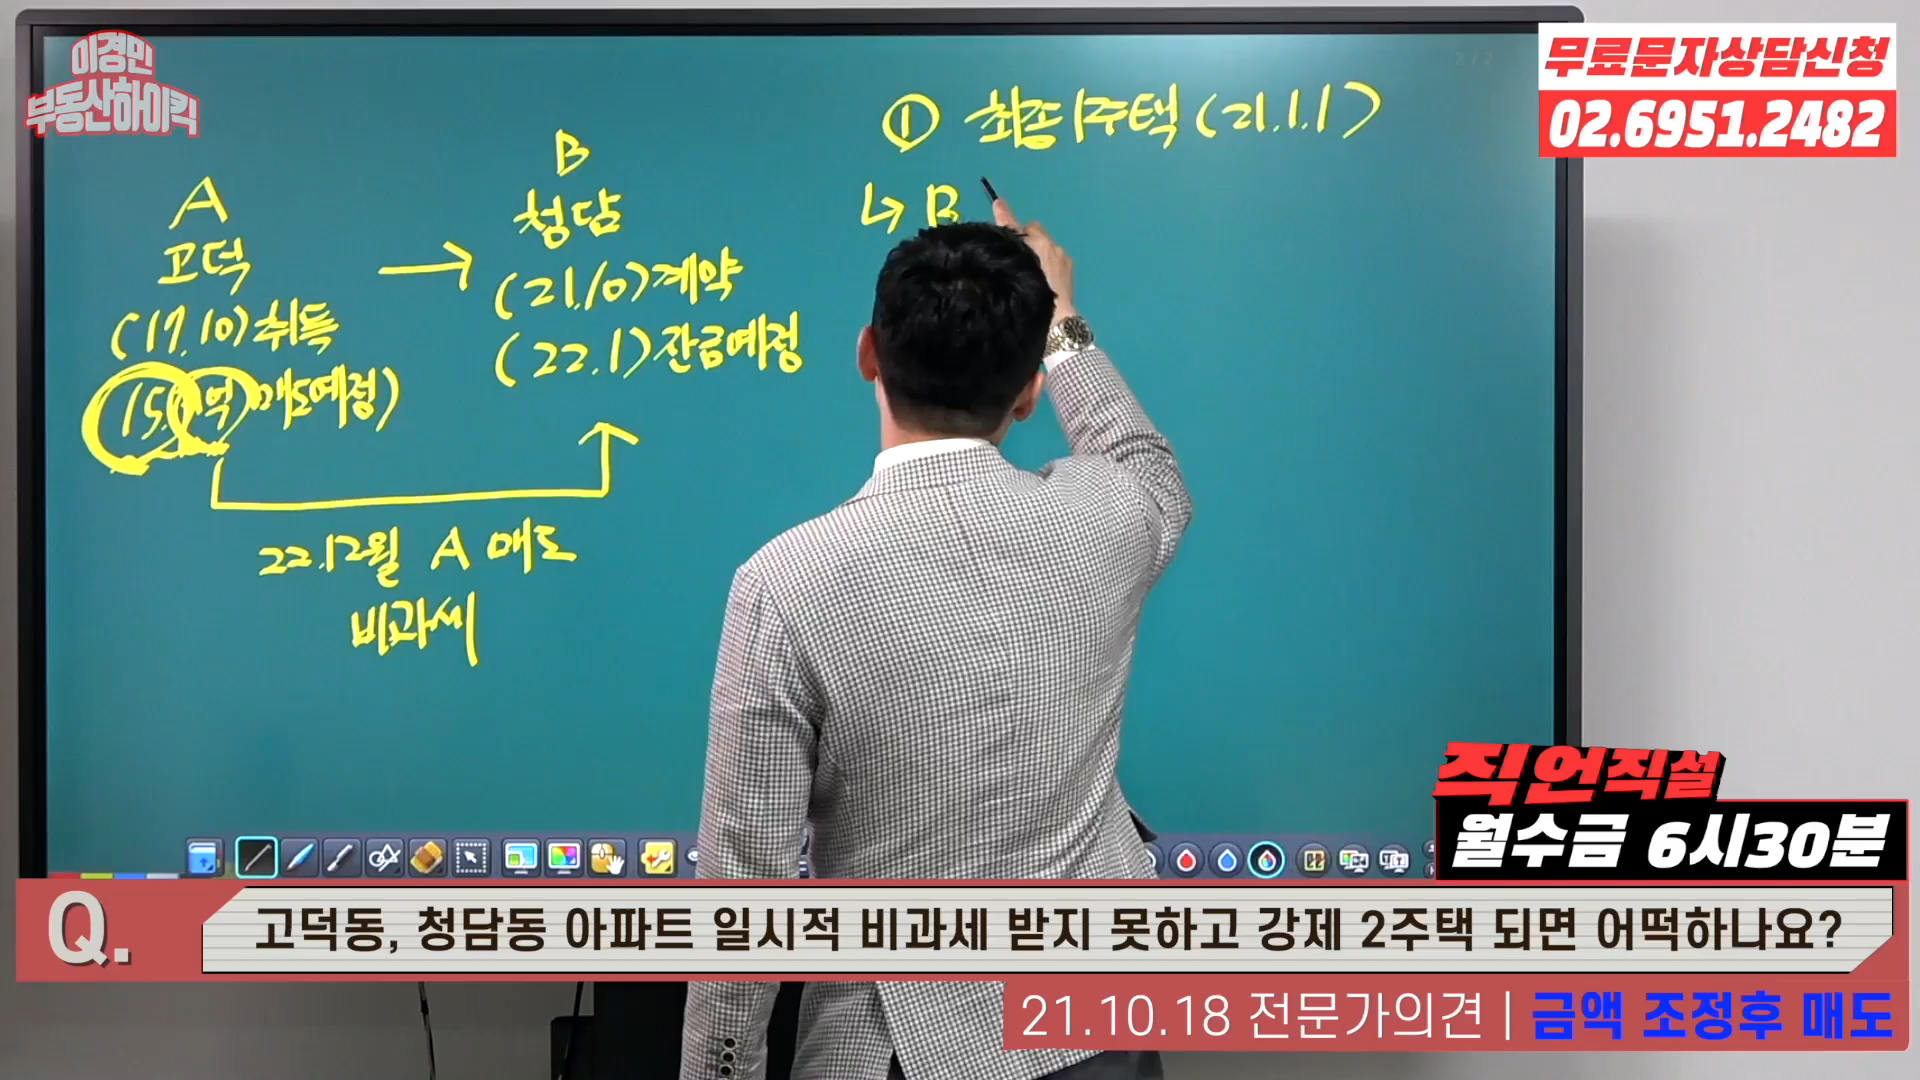 이경민
부동산하이킥
무료문자상담신청
02.6951.2482
A
고덕
(17.10)취득
억 매도예정)
B
청담
(21.10)계약
(22.1)잔금예정
22.12월 A 매도
비과세
① 최종1주택(21.1.1)
↳ B
직언직설
월수금 6시30분
Q.
고덕동, 청담동 아파트 일시적 비과세 받지 못하고 강제 2주택 되면 어떡하나요?
21.10.18 전문가의견 | 금액 조정후 매도